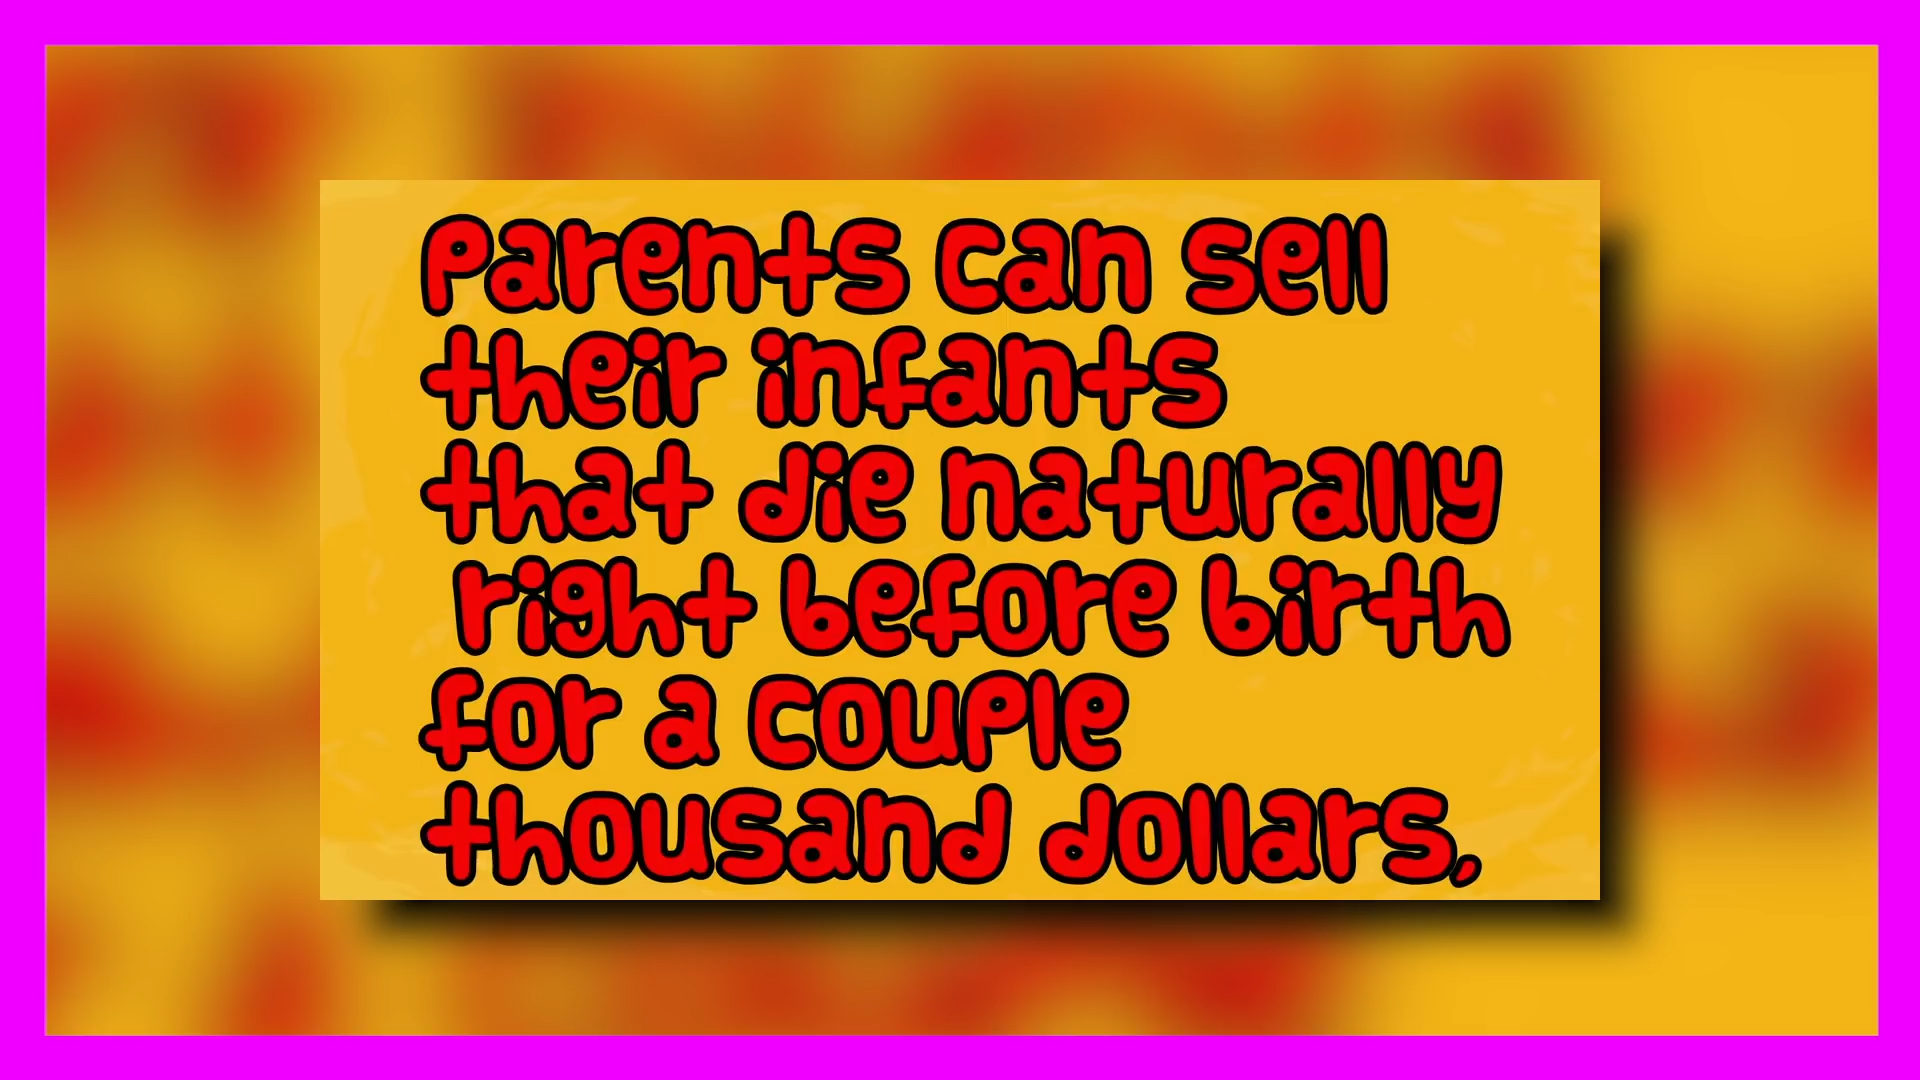 Parents can sell
their infants
that die naturally
right before birth
for a couple
thousand dollars,